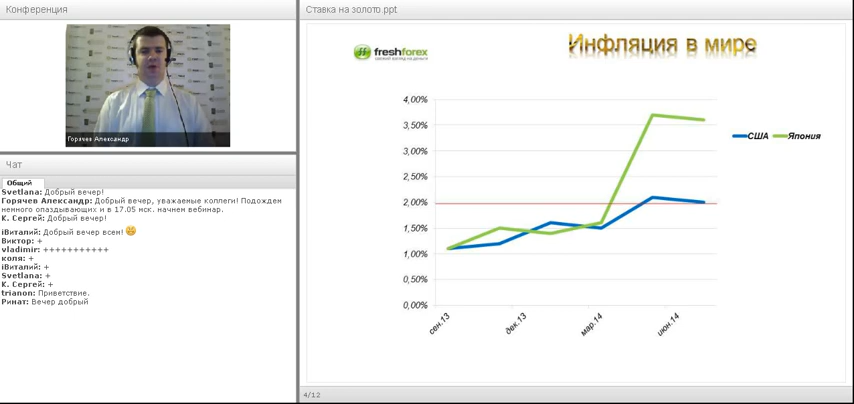 Конференция
Горячев Александр
Чат
Общий
Svetlana: Добрый вечер!
Горячев Александр: Добрый вечер, уважаемые коллеги! Подождем
немного опаздывающих и в 17.05 мск. начнем вебинар.
К. Сергей: Добрый вечер!
iВиталий: Добрый вечер всем!
Виктор: +
vladimir: +++++++++++
коля: +
iВиталий: +
Svetlana: +
К. Сергей: +
trianon: Приветствие.
Ринат: Вечер добрый
Ставка на золото.ppt
freshforex
свежий взгляд на деньги
Инфляция в мире
4,00%
3,50%
3,00%
2,50%
2,00%
1,50%
1,00%
0,50%
0,00%
сен.13
дек.13
мар.14
июн.14
США
Япония
4/12